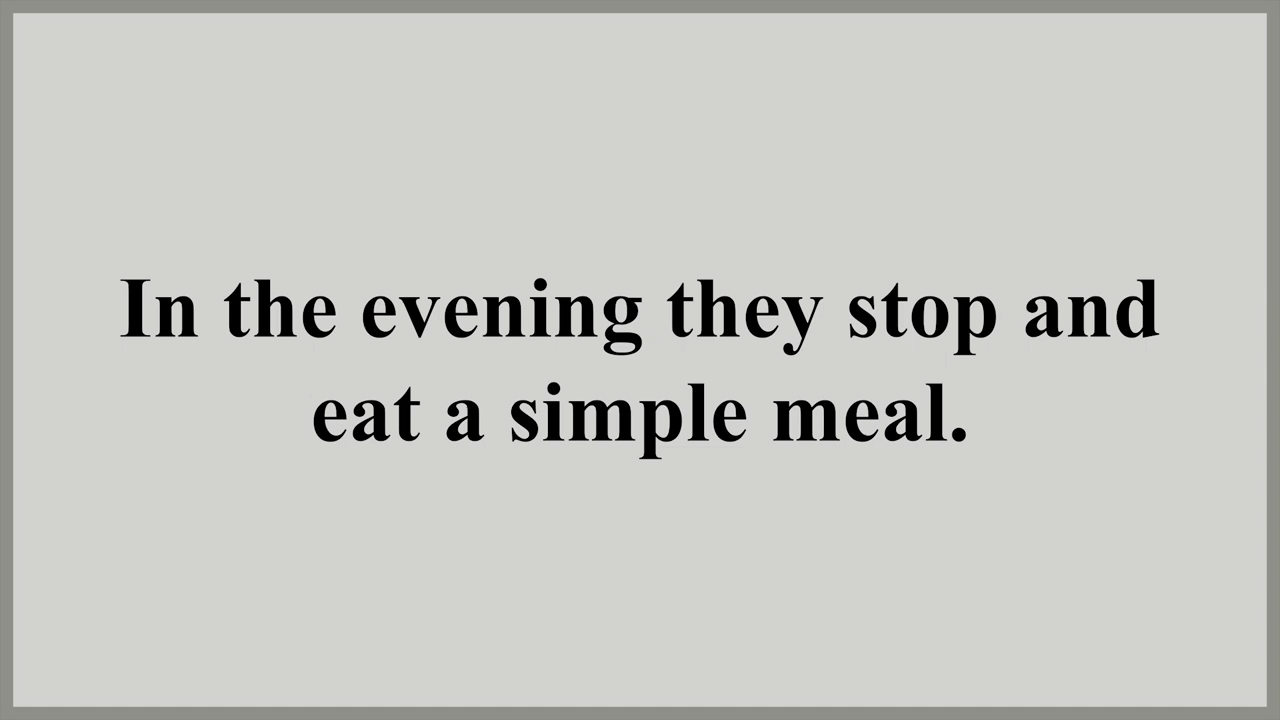 In the evening they stop and
eat a simple meal.